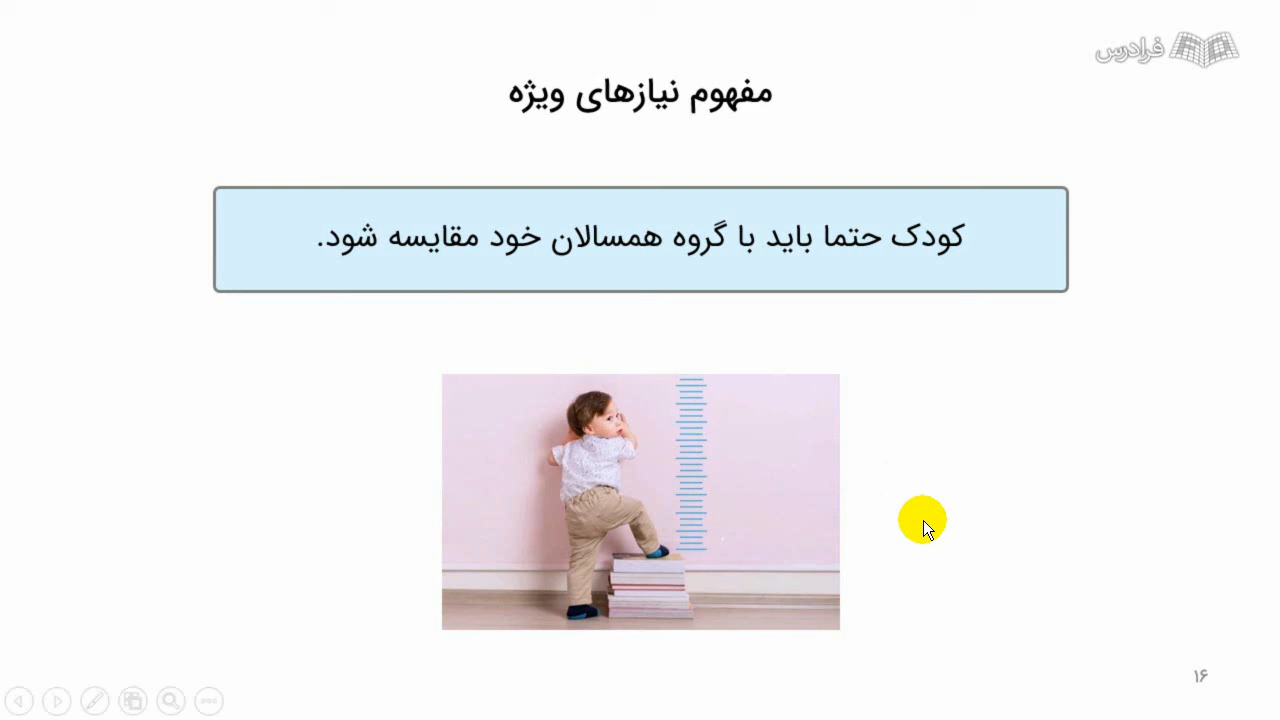 فرادرس
مفهوم نیازهای ویژه
کودک حتما باید با گروه همسالان خود مقایسه شود.
۱۶